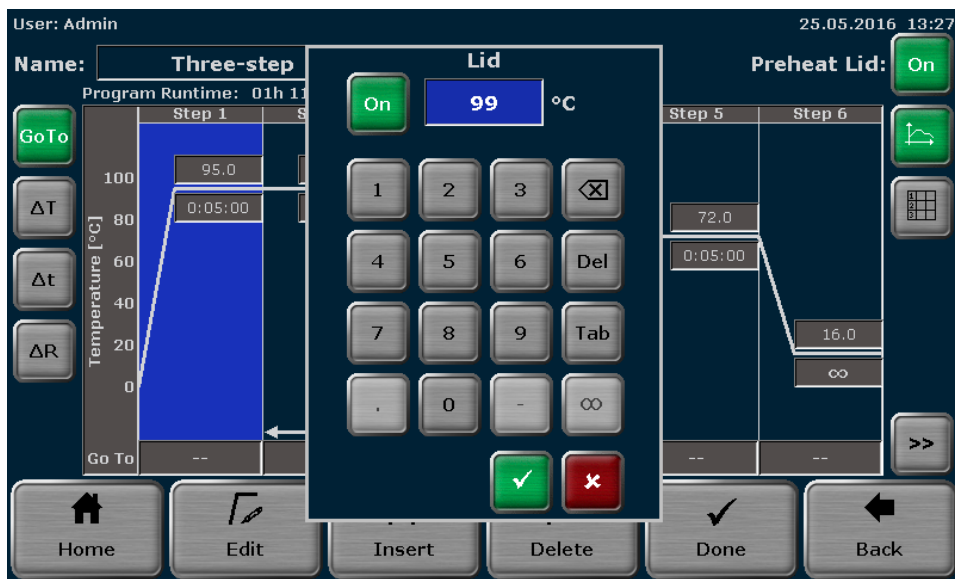 User: Admin 25.05.2016 13:27
Name: Three-step Preheat Lid: On
Program Runtime: 01h 11
Lid
On 99 °C
Step 1 S Step 5 Step 6
GoTo
ΔT
Δt
ΔR
Temperature [°C]
100
80
60
40
20
0
95.0
0:05:00
72.0
0:05:00
16.0
∞
1 2 3
4 5 6 Del
7 8 9 Tab
. 0 - ∞
1
2
3
>>
Go To -- -- --
Home Edit Insert Delete Done Back